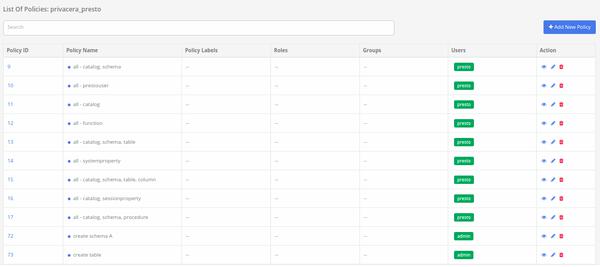 List Of Policies: privacera_presto
Search
Add New Policy
Policy ID Policy Name Policy Labels Roles Groups Users Action
9 all - catalog, schema -- -- -- presto
10 all - prestouser -- -- -- presto
11 all - catalog -- -- -- presto
12 all - function -- -- -- presto
13 all - catalog, schema, table -- -- -- presto
14 all - systemproperty -- -- -- presto
15 all - catalog, schema, table, column -- -- -- presto
16 all - catalog, sessionproperty -- -- -- presto
17 all - catalog, schema, procedure -- -- -- presto
72 create schema A -- -- -- admin
73 create table -- -- -- admin